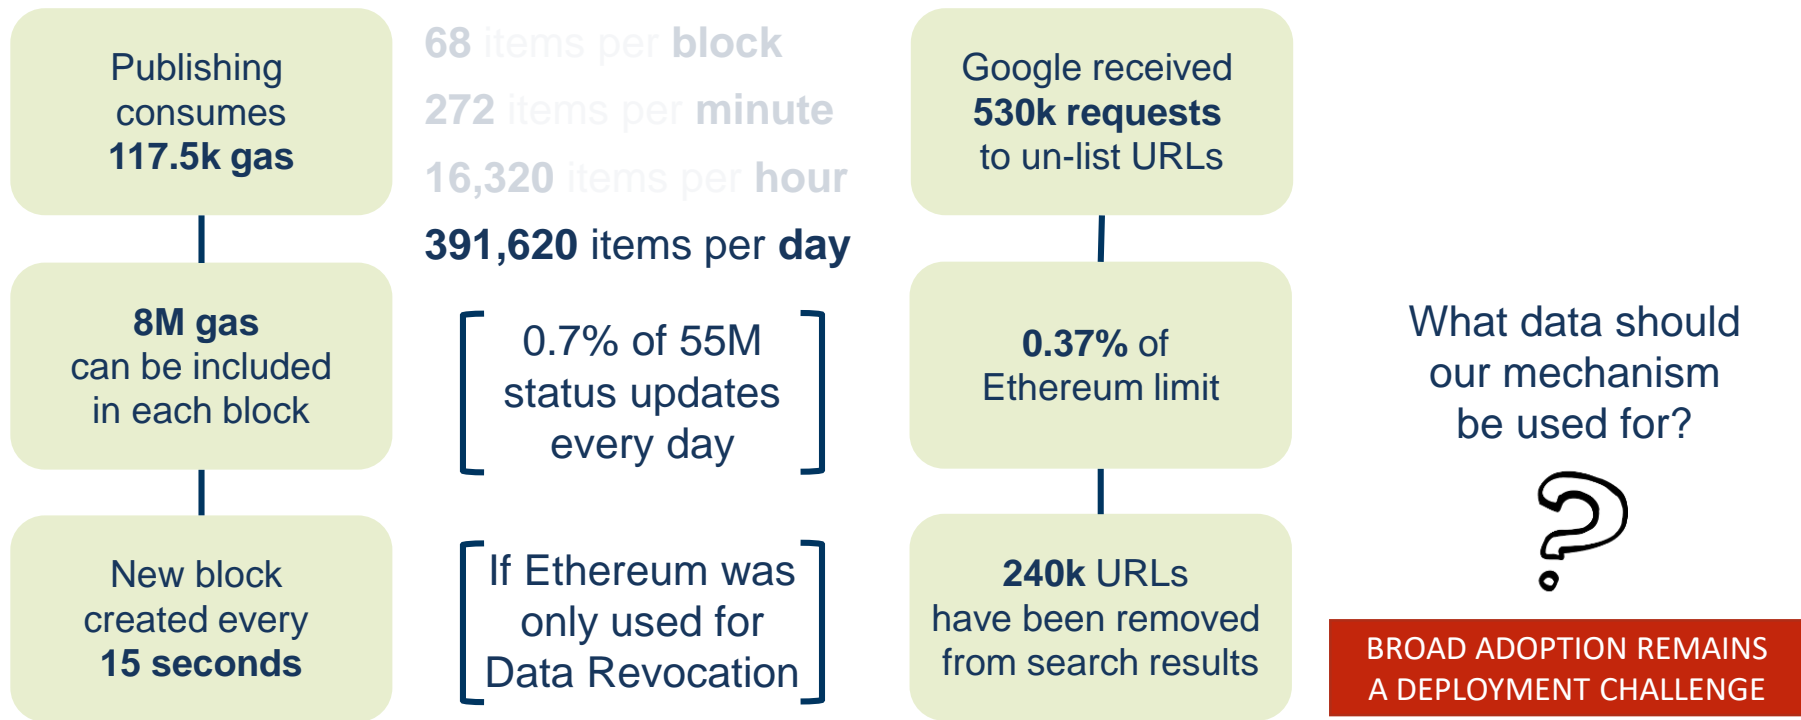 Publishing
consumes
117.5k gas
8M gas
can be included
in each block
New block
created every
15 seconds
68 items per block
272 items per minute
16,320 items per hour
391,620 items per day
0.7% of 55M
status updates
every day
If Ethereum was
only used for
Data Revocation
Google received
530k requests
to un-list URLs
0.37% of
Ethereum limit
240k URLs
have been removed
from search results
What data should
our mechanism
be used for?
?
BROAD ADOPTION REMAINS
A DEPLOYMENT CHALLENGE